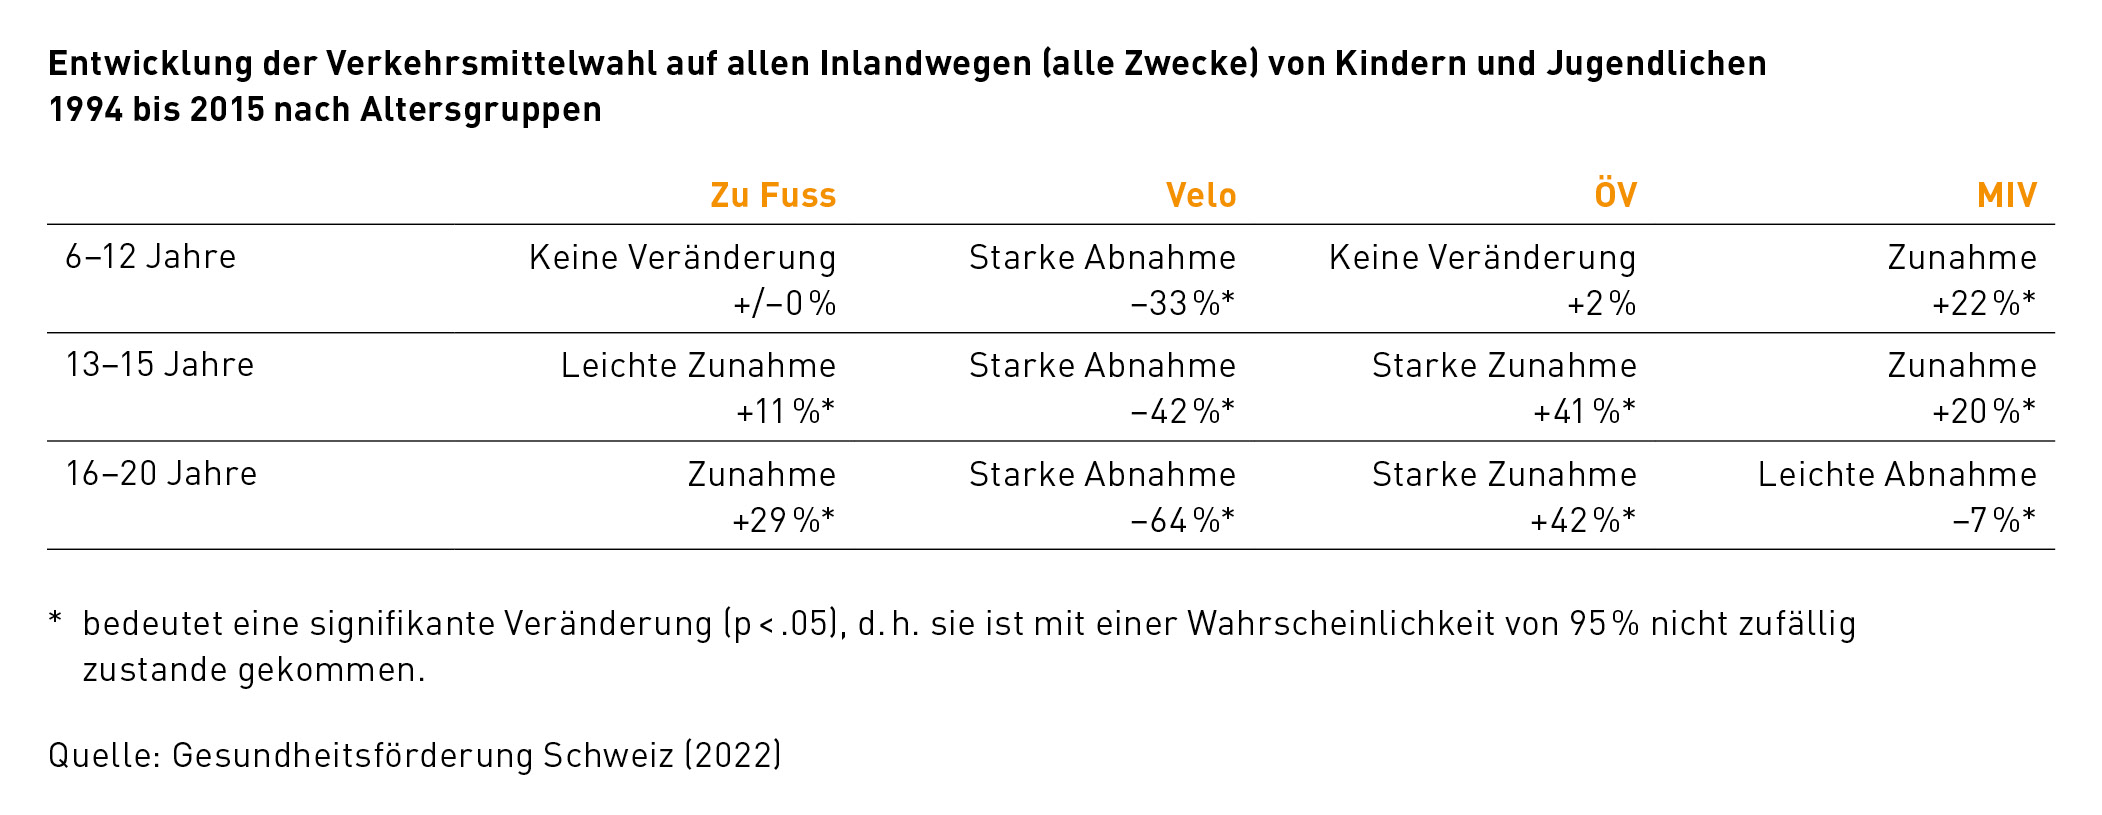 Entwicklung der Verkehrsmittelwahl auf allen Inlandwegen (alle Zwecke) von Kindern und Jugendlichen
1994 bis 2015 nach Altersgruppen
Zu Fuss Velo ÖV MIV
6–12 Jahre Keine Veränderung Starke Abnahme Keine Veränderung Zunahme
+/–0 % –33 %* +2 % +22 %*
13–15 Jahre Leichte Zunahme Starke Abnahme Starke Zunahme Zunahme
+11 %* –42 %* +41 %* +20 %*
16–20 Jahre Zunahme Starke Abnahme Starke Zunahme Leichte Abnahme
+29 %* –64 %* +42 %* –7 %*
* bedeutet eine signifikante Veränderung (p < .05), d. h. sie ist mit einer Wahrscheinlichkeit von 95 % nicht zufällig
zustande gekommen.
Quelle: Gesundheitsförderung Schweiz (2022)